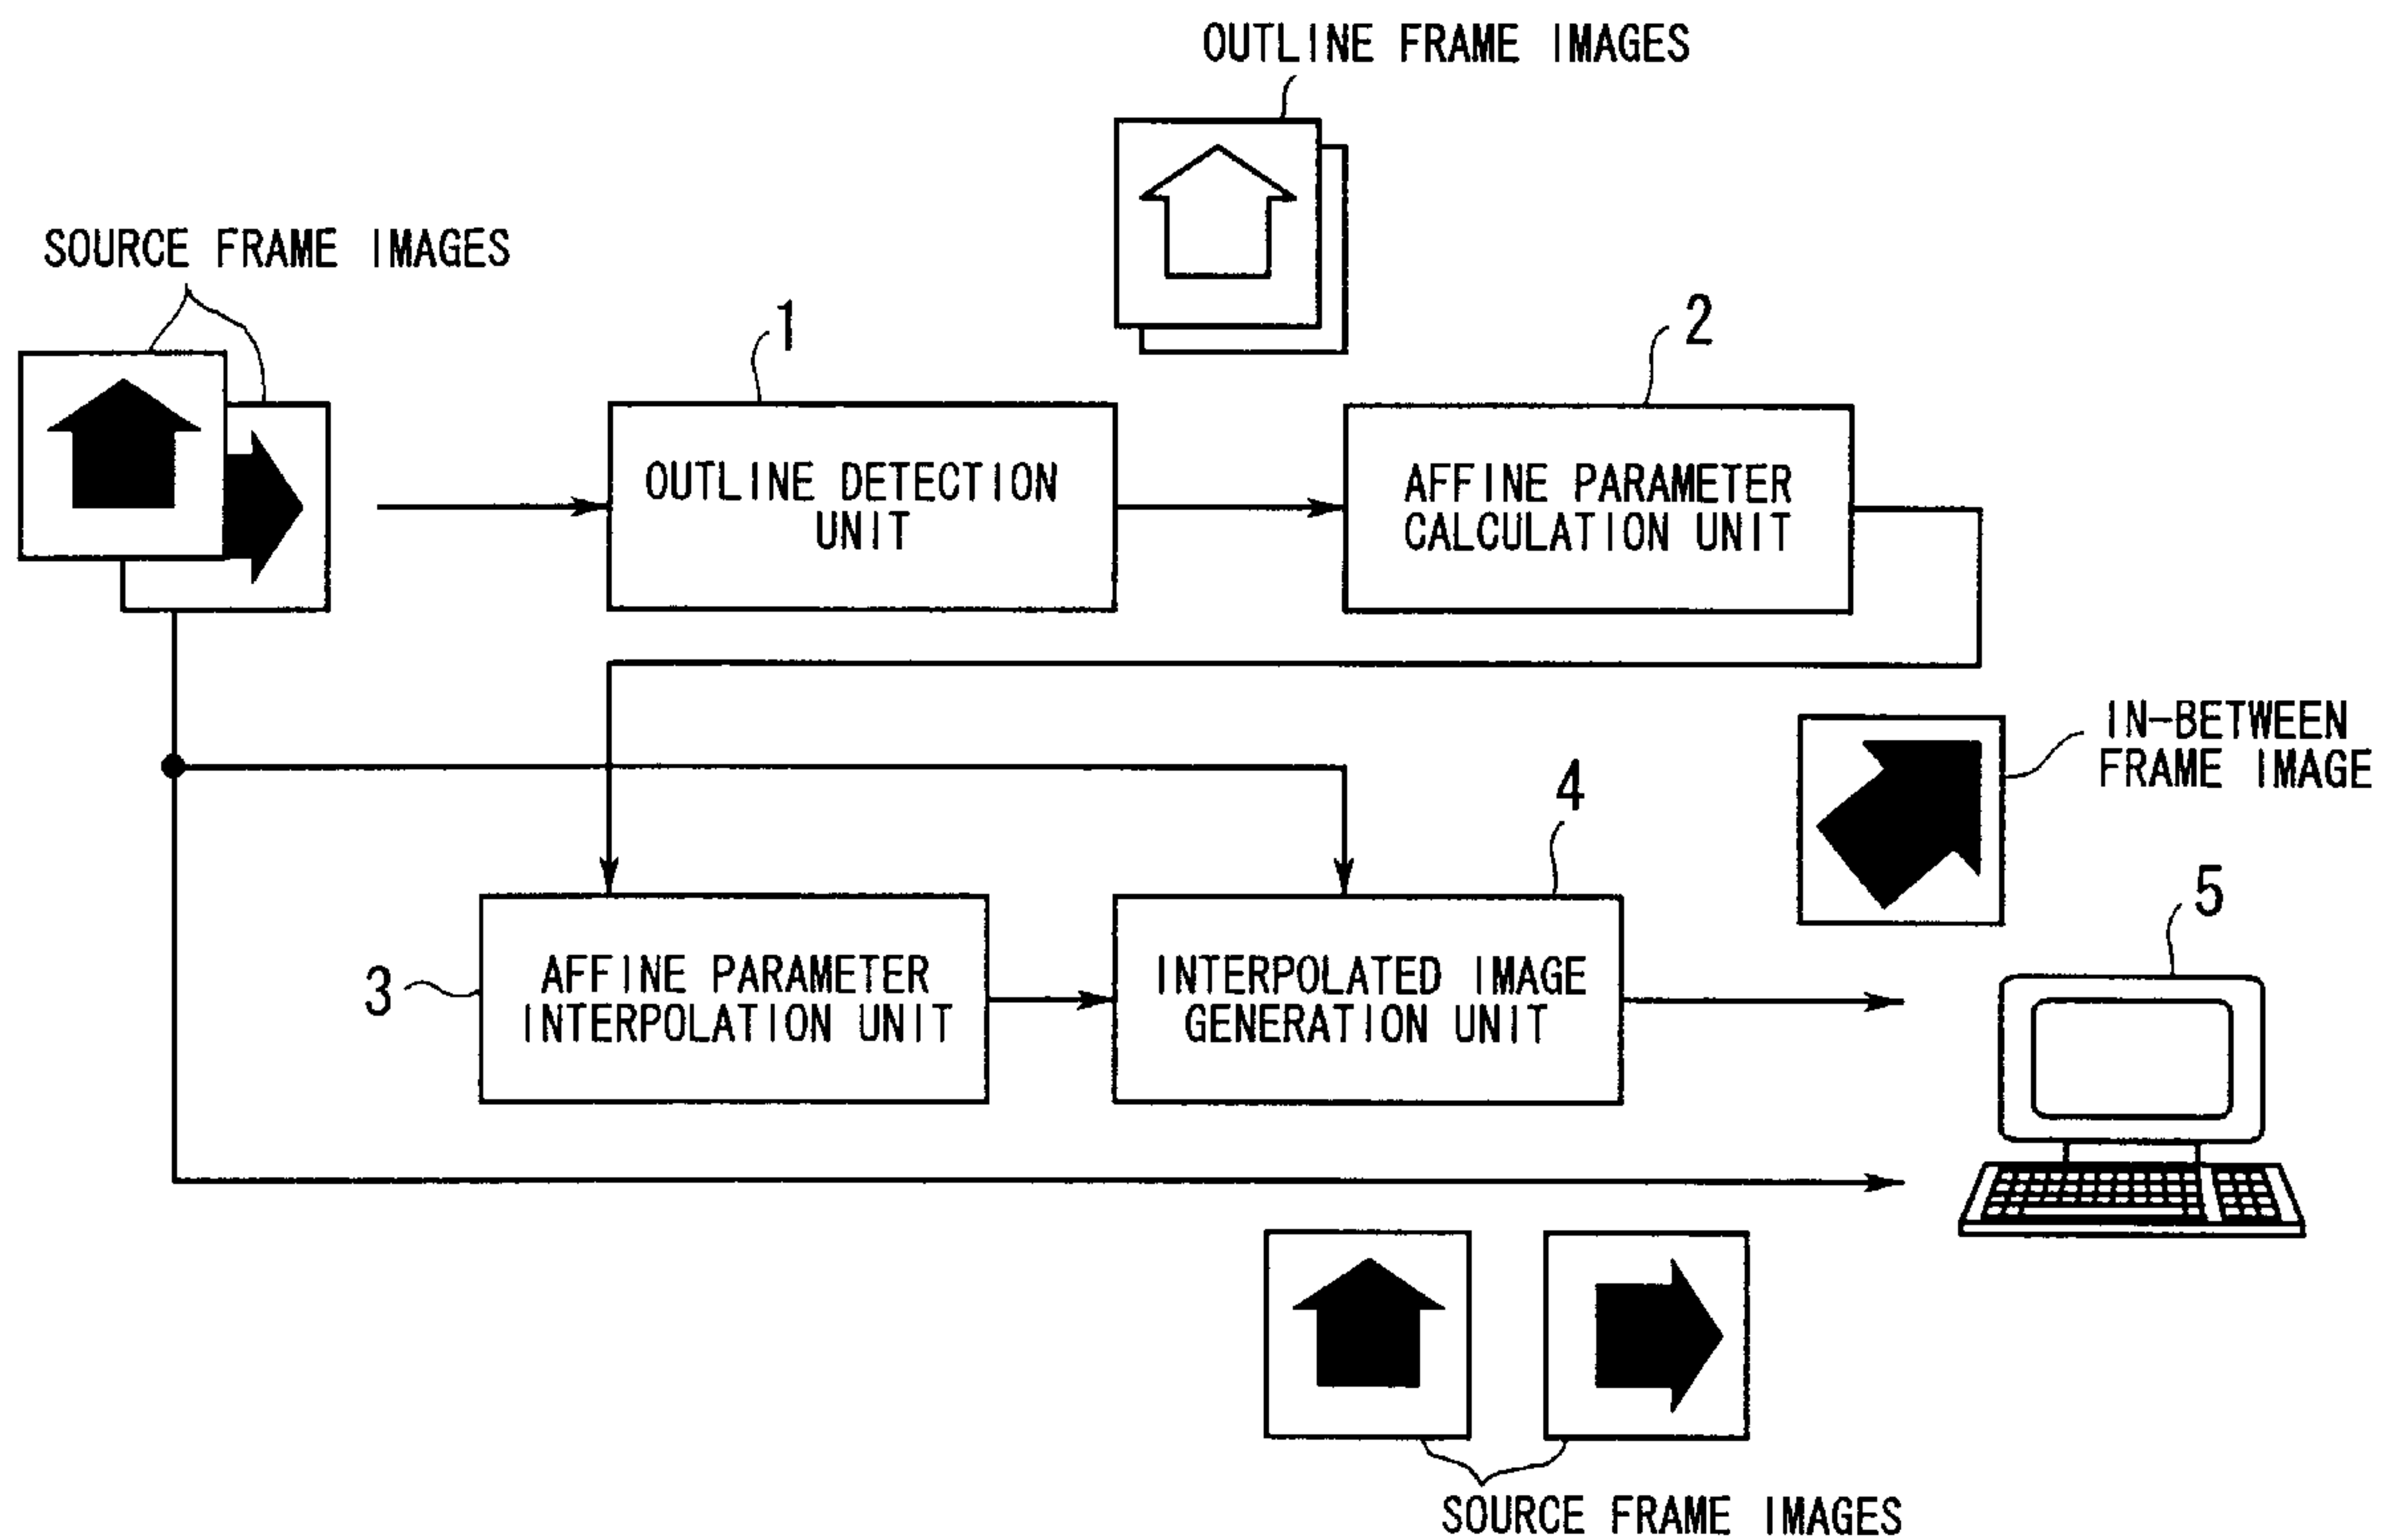 OUTLINE FRAME IMAGES
SOURCE FRAME IMAGES
1
2
OUTLINE DETECTION
UNIT
AFFINE PARAMETER
CALCULATION UNIT
IN-BETWEEN
FRAME IMAGE
4
5
3
AFFINE PARAMETER
INTERPOLATION UNIT
INTERPOLATED IMAGE
GENERATION UNIT
SOURCE FRAME IMAGES